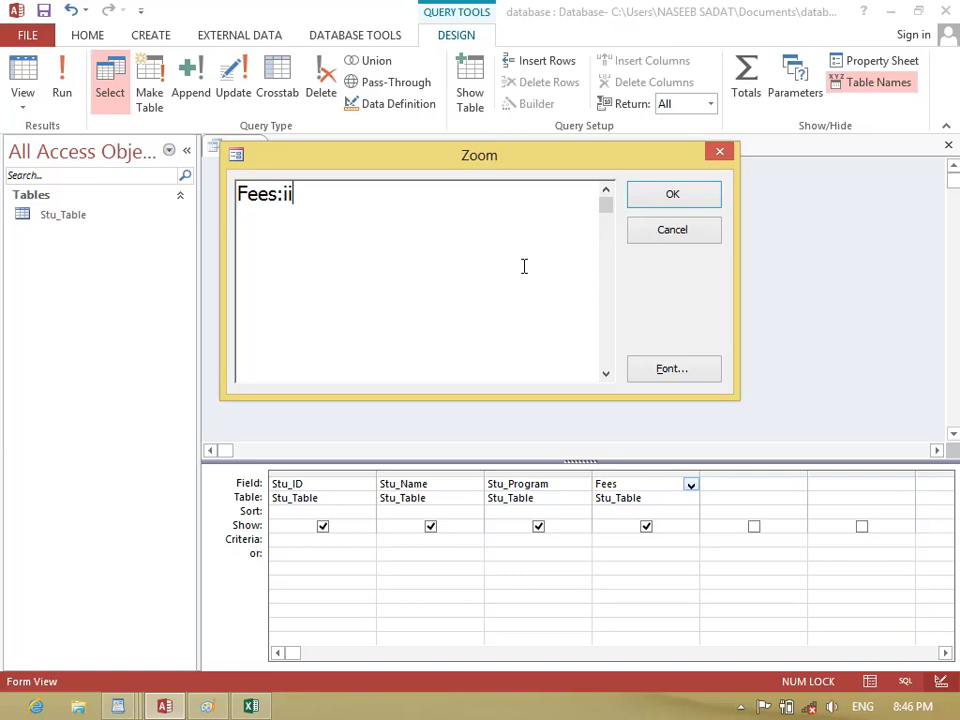 QUERY TOOLS database : Database- C:\Users\NASEEB SADAT\Documents\datab... ?
FILE HOME CREATE EXTERNAL DATA DATABASE TOOLS DESIGN Sign in
View Run Select Make Table Append Update Crosstab Delete
Union
Pass-Through
Data Definition
Show Table
Insert Rows
Delete Rows
Builder
Insert Columns
Delete Columns
Return: All
Totals Parameters
Property Sheet
Table Names
Results Query Type Query Setup Show/Hide
All Access Obje... «
Search...
Tables
Stu_Table
Zoom
Fees:ii
OK
Cancel
Font...
Field: Stu_ID Stu_Name Stu_Program Fees
Table: Stu_Table Stu_Table Stu_Table Stu_Table
Sort:
Show:
Criteria:
or:
Form View NUM LOCK SQL
ENG 8:46 PM